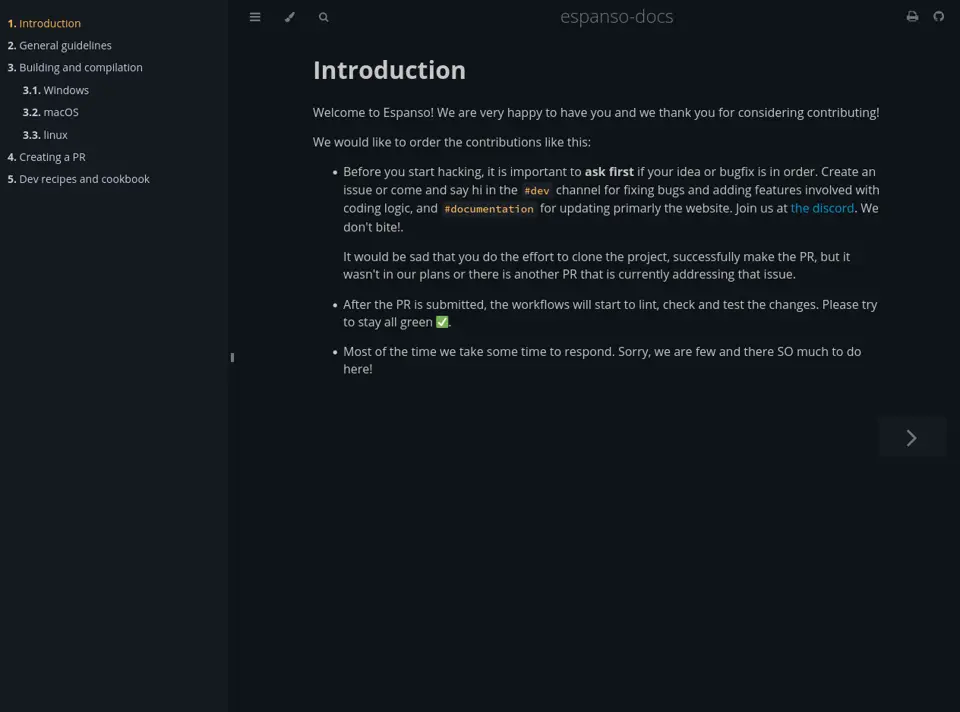 1. Introduction
2. General guidelines
3. Building and compilation
3.1. Windows
3.2. macOS
3.3. linux
4. Creating a PR
5. Dev recipes and cookbook
espanso-docs
Introduction
Welcome to Espanso! We are very happy to have you and we thank you for considering contributing!
We would like to order the contributions like this:
• Before you start hacking, it is important to ask first if your idea or bugfix is in order. Create an
issue or come and say hi in the #dev channel for fixing bugs and adding features involved with
coding logic, and #documentation for updating primarly the website. Join us at the discord. We
don't bite!.
It would be sad that you do the effort to clone the project, successfully make the PR, but it
wasn't in our plans or there is another PR that is currently addressing that issue.
• After the PR is submitted, the workflows will start to lint, check and test the changes. Please try
to stay all green ✅.
• Most of the time we take some time to respond. Sorry, we are few and there SO much to do
here!